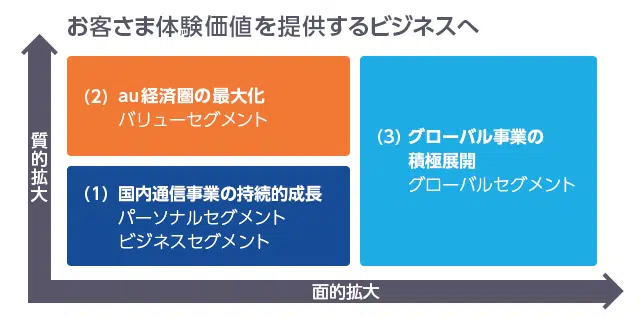 お客さま体験価値を提供するビジネスへ
質的拡大
(2) au経済圏の最大化
バリューセグメント
(1) 国内通信事業の持続的成長
パーソナルセグメント
ビジネスセグメント
(3) グローバル事業の
積極展開
グローバルセグメント
面的拡大